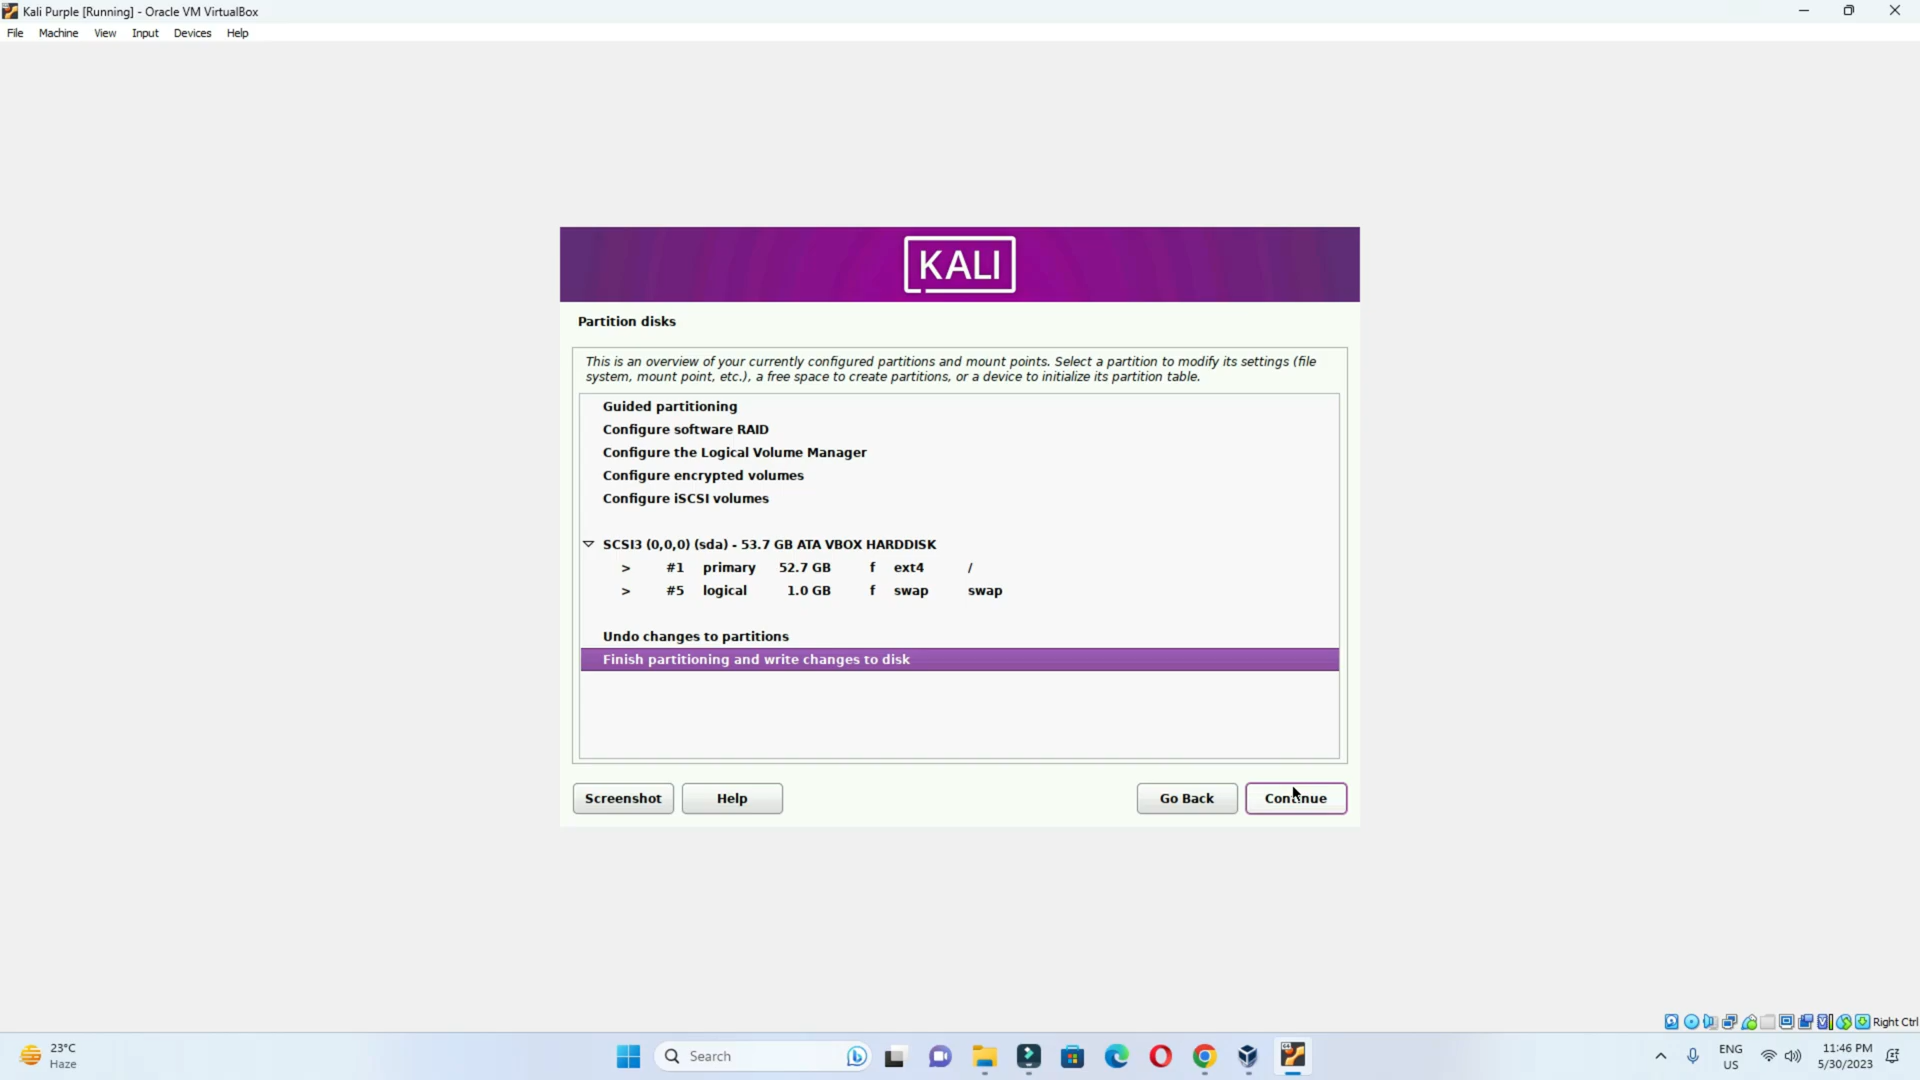 Kali Purple [Running] - Oracle VM VirtualBox
File Machine View Input Devices Help
KALI
Partition disks
This is an overview of your currently configured partitions and mount points. Select a partition to modify its settings (file
system, mount point, etc.), a free space to create partitions, or a device to initialize its partition table.
Guided partitioning
Configure software RAID
Configure the Logical Volume Manager
Configure encrypted volumes
Configure iSCSI volumes
SCSI3 (0,0,0) (sda) - 53.7 GB ATA VBOX HARDDISK
> #1 primary 52.7 GB f ext4 /
> #5 logical 1.0 GB f swap swap
Undo changes to partitions
Finish partitioning and write changes to disk
Screenshot Help Go Back Continue
Right Ctrl
23°C
Haze
Search
ENG
US
11:46 PM
5/30/2023